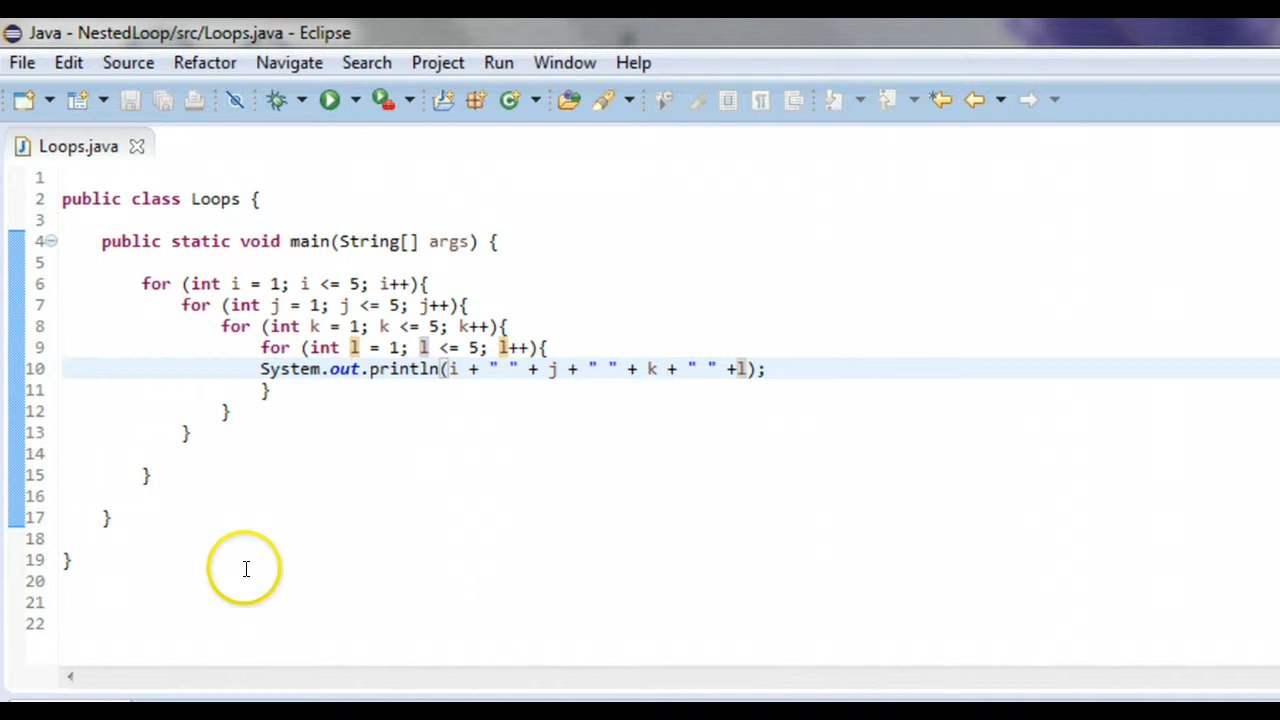 Java - NestedLoop/src/Loops.java - Eclipse
File Edit Source Refactor Navigate Search Project Run Window Help
Loops.java
1
2 public class Loops {
3
4 public static void main(String[] args) {
5
6 for (int i = 1; i <= 5; i++){
7 for (int j = 1; j <= 5; j++){
8 for (int k = 1; k <= 5; k++){
9 for (int l = 1; l <= 5; l++){
10 System.out.println(i + " " + j + " " + k + " " +l);
11 }
12 }
13 }
14
15 }
16
17 }
18
19 }
20
21
22